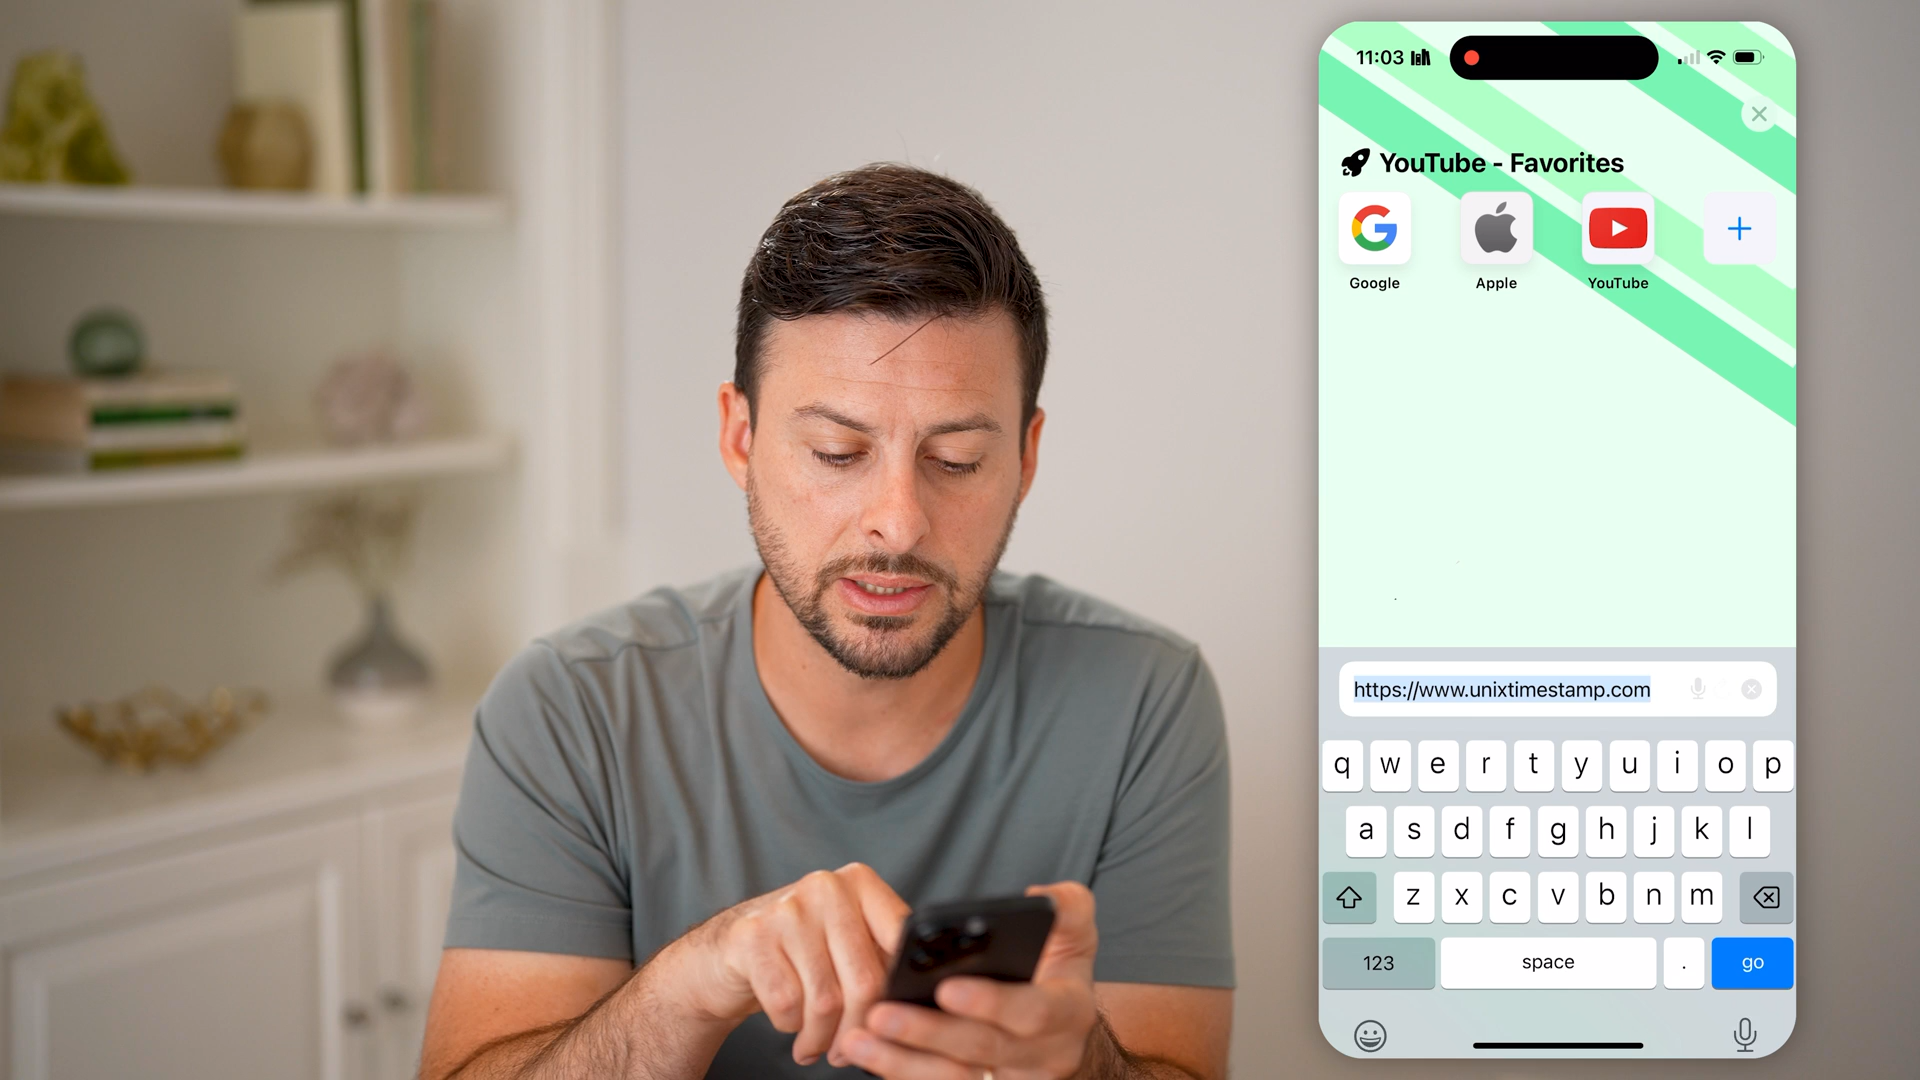 11:03
YouTube - Favorites
Google
Apple
YouTube
https://www.unixtimestamp.com
q w e r t y u i o p
a s d f g h j k l
z x c v b n m
123 space . go